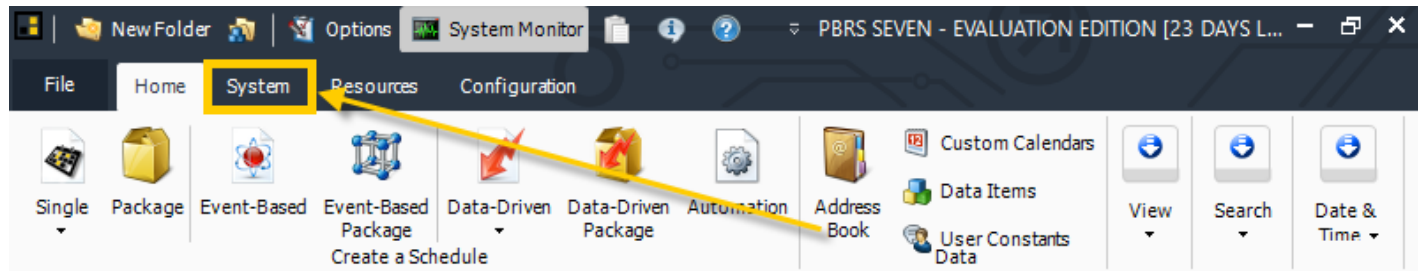 New Folder Options System Monitor PBRS SEVEN - EVALUATION EDITION [23 DAYS L...
File Home System Resources Configuration
Single Package Event-Based Event-Based Package Data-Driven Data-Driven Package Automation Address Book
Custom Calendars
Data Items
User Constants
View Search Date & Time
Create a Schedule Data